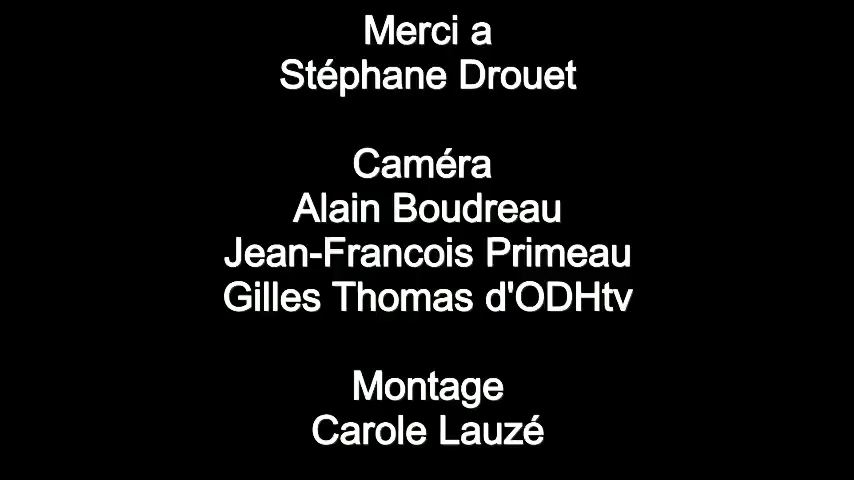 Merci a
Stéphane Drouet
Caméra
Alain Boudreau
Jean-Francois Primeau
Gilles Thomas d'ODHtv
Montage
Carole Lauzé